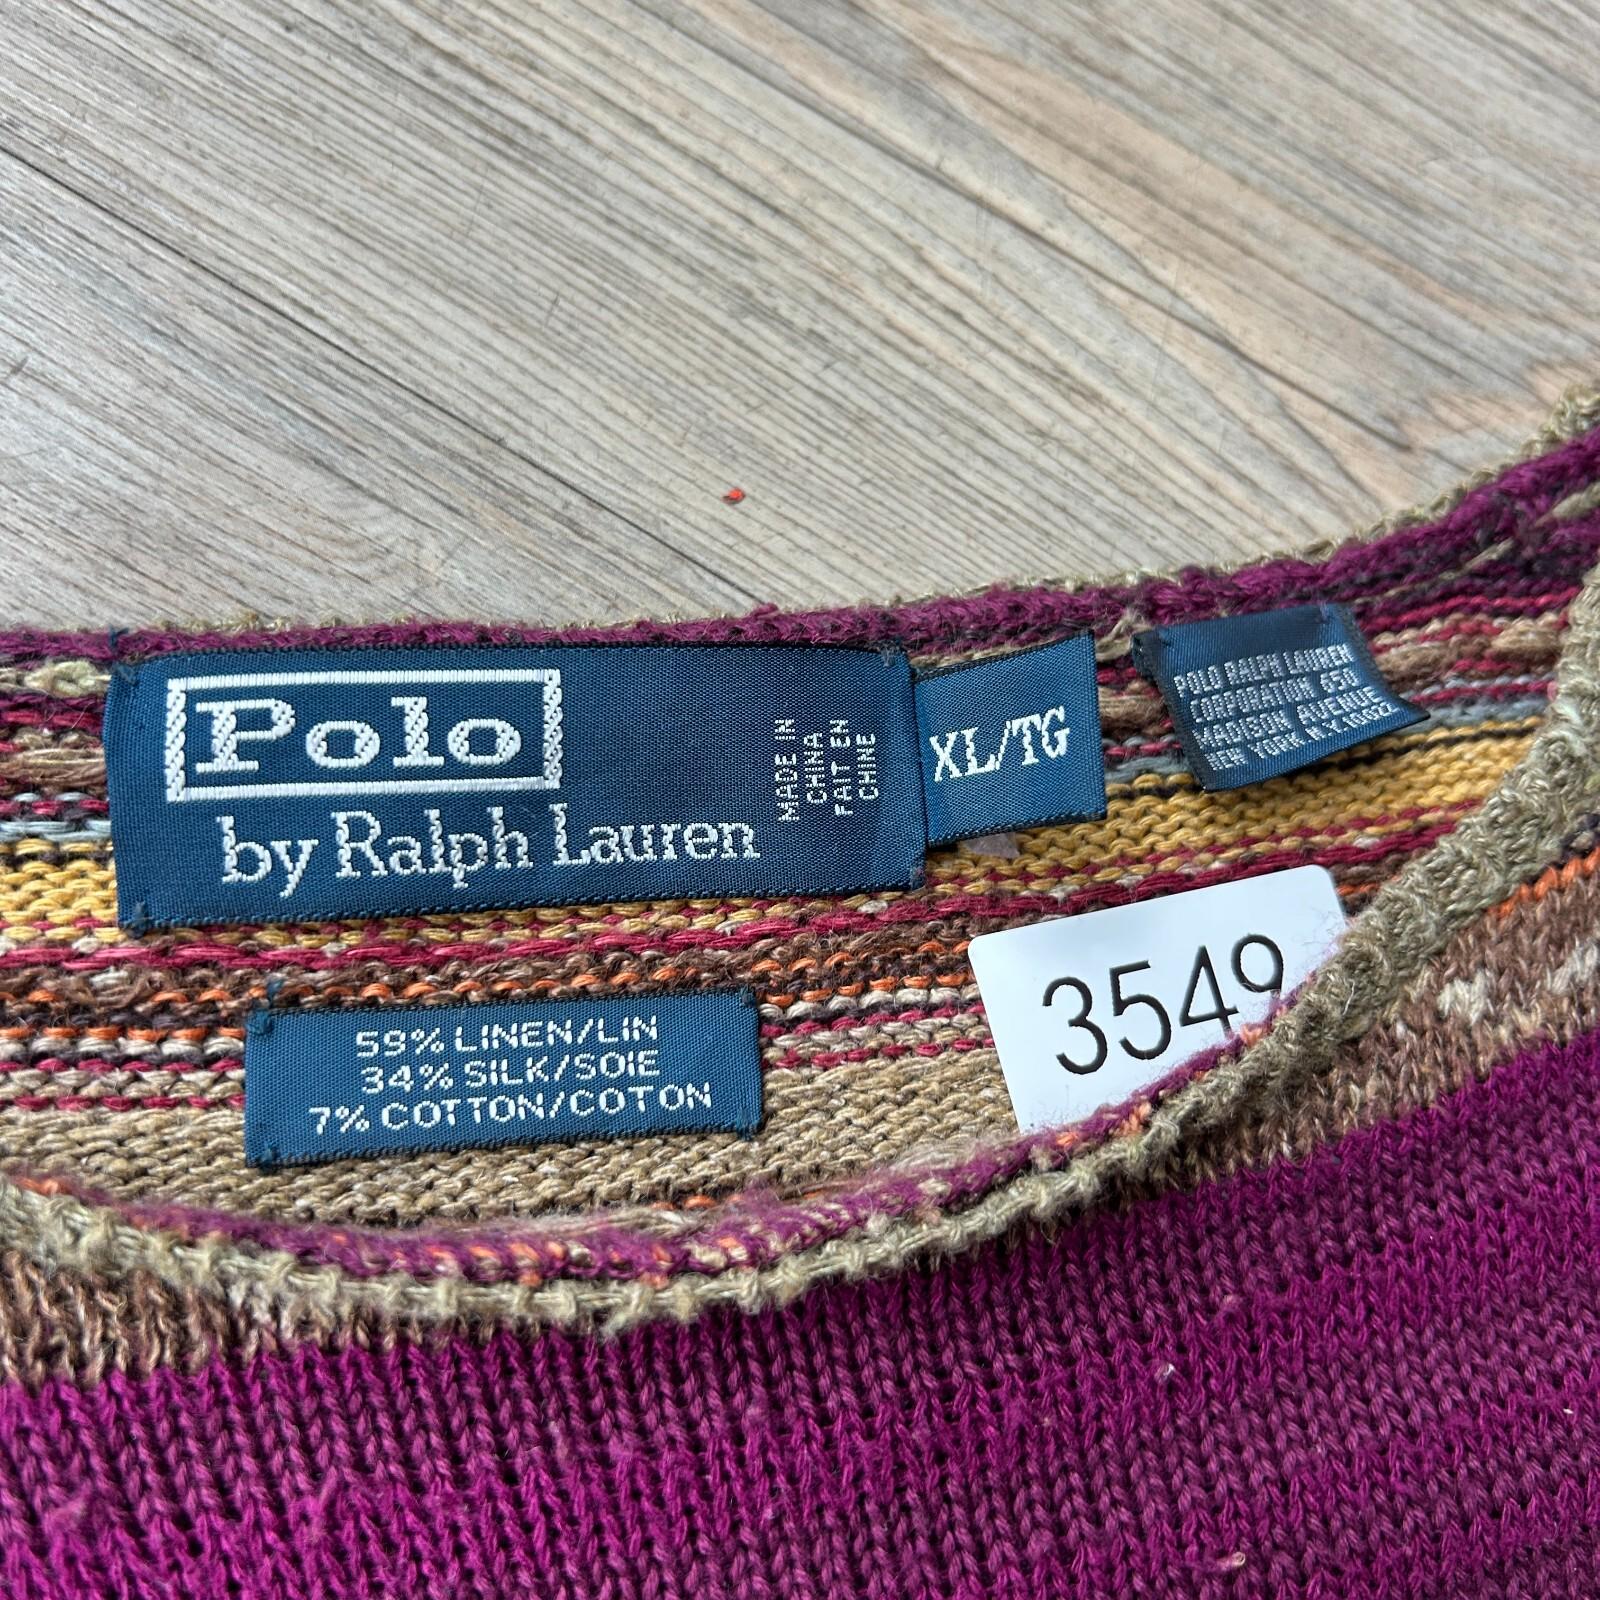 Polo
by Ralph Lauren
MADE IN
CHINA
FAIT EN
CHINE
XL/TG
POLO RALPH LAUREN
CORPORATION 650
MADISON AVENUE
NEW YORK N.Y. 10022
59% LINEN/LIN
34% SILK/SOIE
7% COTTON/COTON
3549